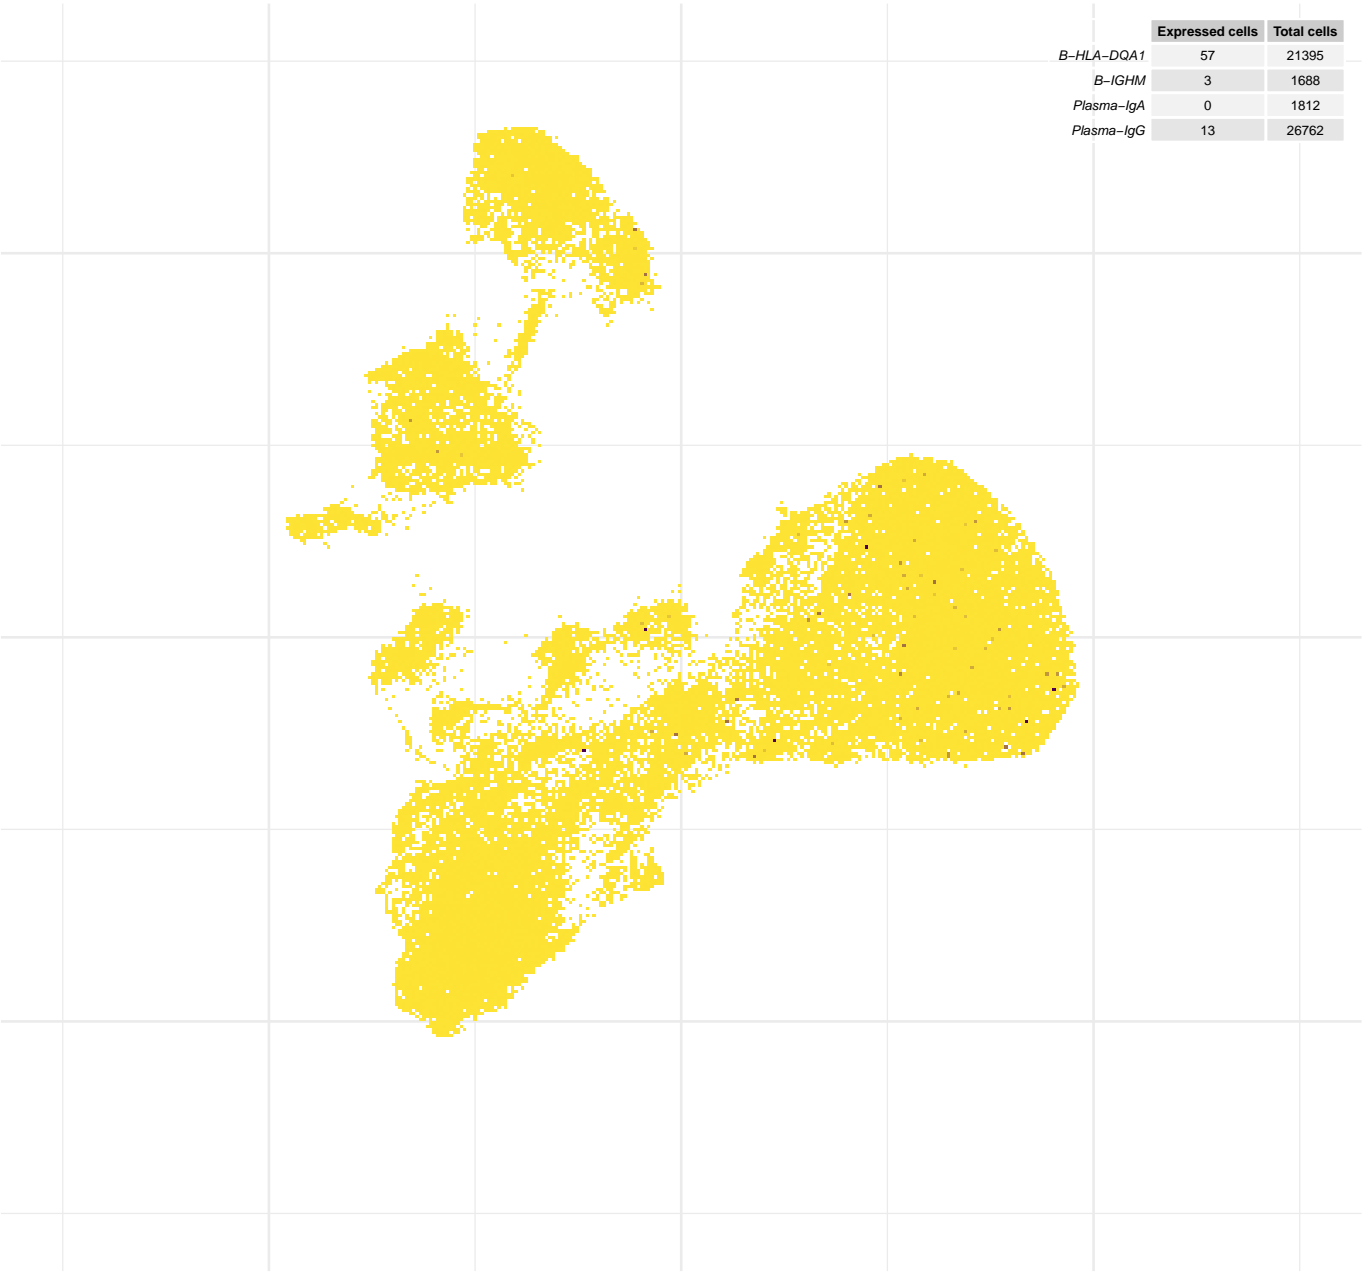 Expressed cells Total cells
B−HLA−DQA1 57 21395
B−IGHM 3 1688
Plasma−IgA 0 1812
Plasma−IgG 13 26762